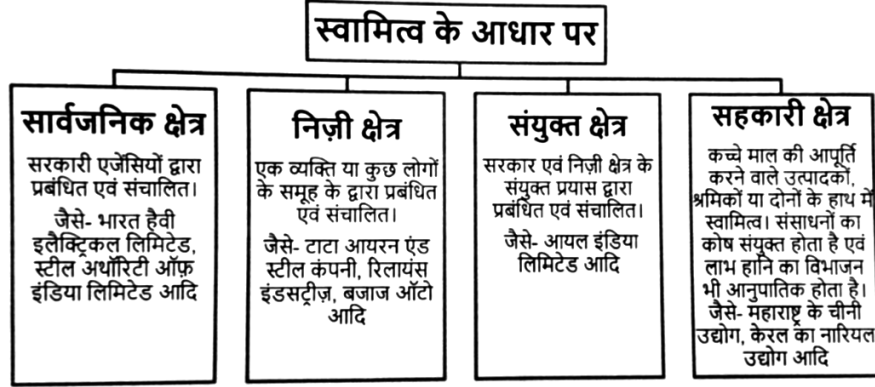 स्वामित्व के आधार पर
सार्वजनिक क्षेत्र
सरकारी एजेंसियों द्वारा
प्रबंधित एवं संचालित।
जैसे- भारत हैवी
इलैक्ट्रिकल लिमिटेड,
स्टील अथॉरिटी ऑफ़
इंडिया लिमिटेड आदि
निज़ी क्षेत्र
एक व्यक्ति या कुछ लोगों
के समूह के द्वारा प्रबंधित
एवं संचालित।
जैसे- टाटा आयरन एंड
स्टील कंपनी, रिलायंस
इंडसट्रीज़, बजाज ऑटो
आदि
संयुक्त क्षेत्र
सरकार एवं निज़ी क्षेत्र के
संयुक्त प्रयास द्वारा
प्रबंधित एवं संचालित।
जैसे- आयल इंडिया
लिमिटेड आदि
सहकारी क्षेत्र
कच्चे माल की आपूर्ति
करने वाले उत्पादकों,
श्रमिकों या दोनों के हाथ में
स्वामित्व। संसाधनों का
कोष संयुक्त होता है एवं
लाभ हानि का विभाजन
भी आनुपातिक होता है।
जैसे- महाराष्ट्र के चीनी
उद्योग, केरल का नारियल
उद्योग आदि